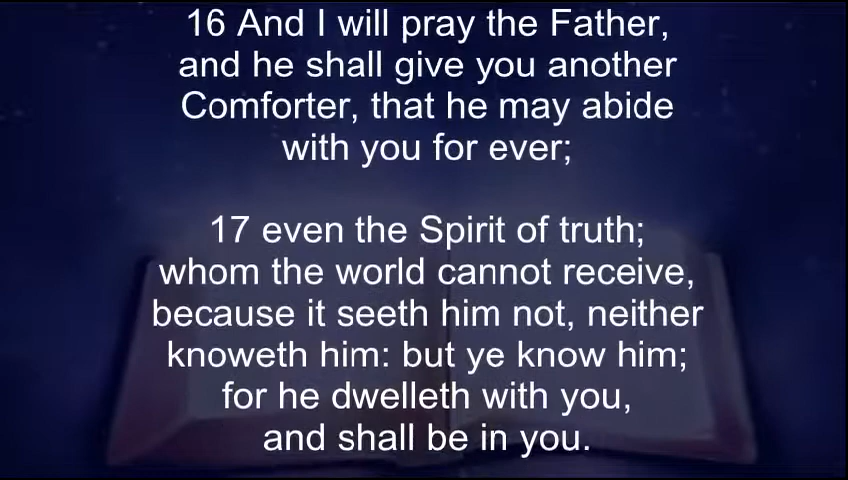 16 And I will pray the Father,
and he shall give you another
Comforter, that he may abide
with you for ever;
17 even the Spirit of truth;
whom the world cannot receive,
because it seeth him not, neither
knoweth him: but ye know him;
for he dwelleth with you,
and shall be in you.